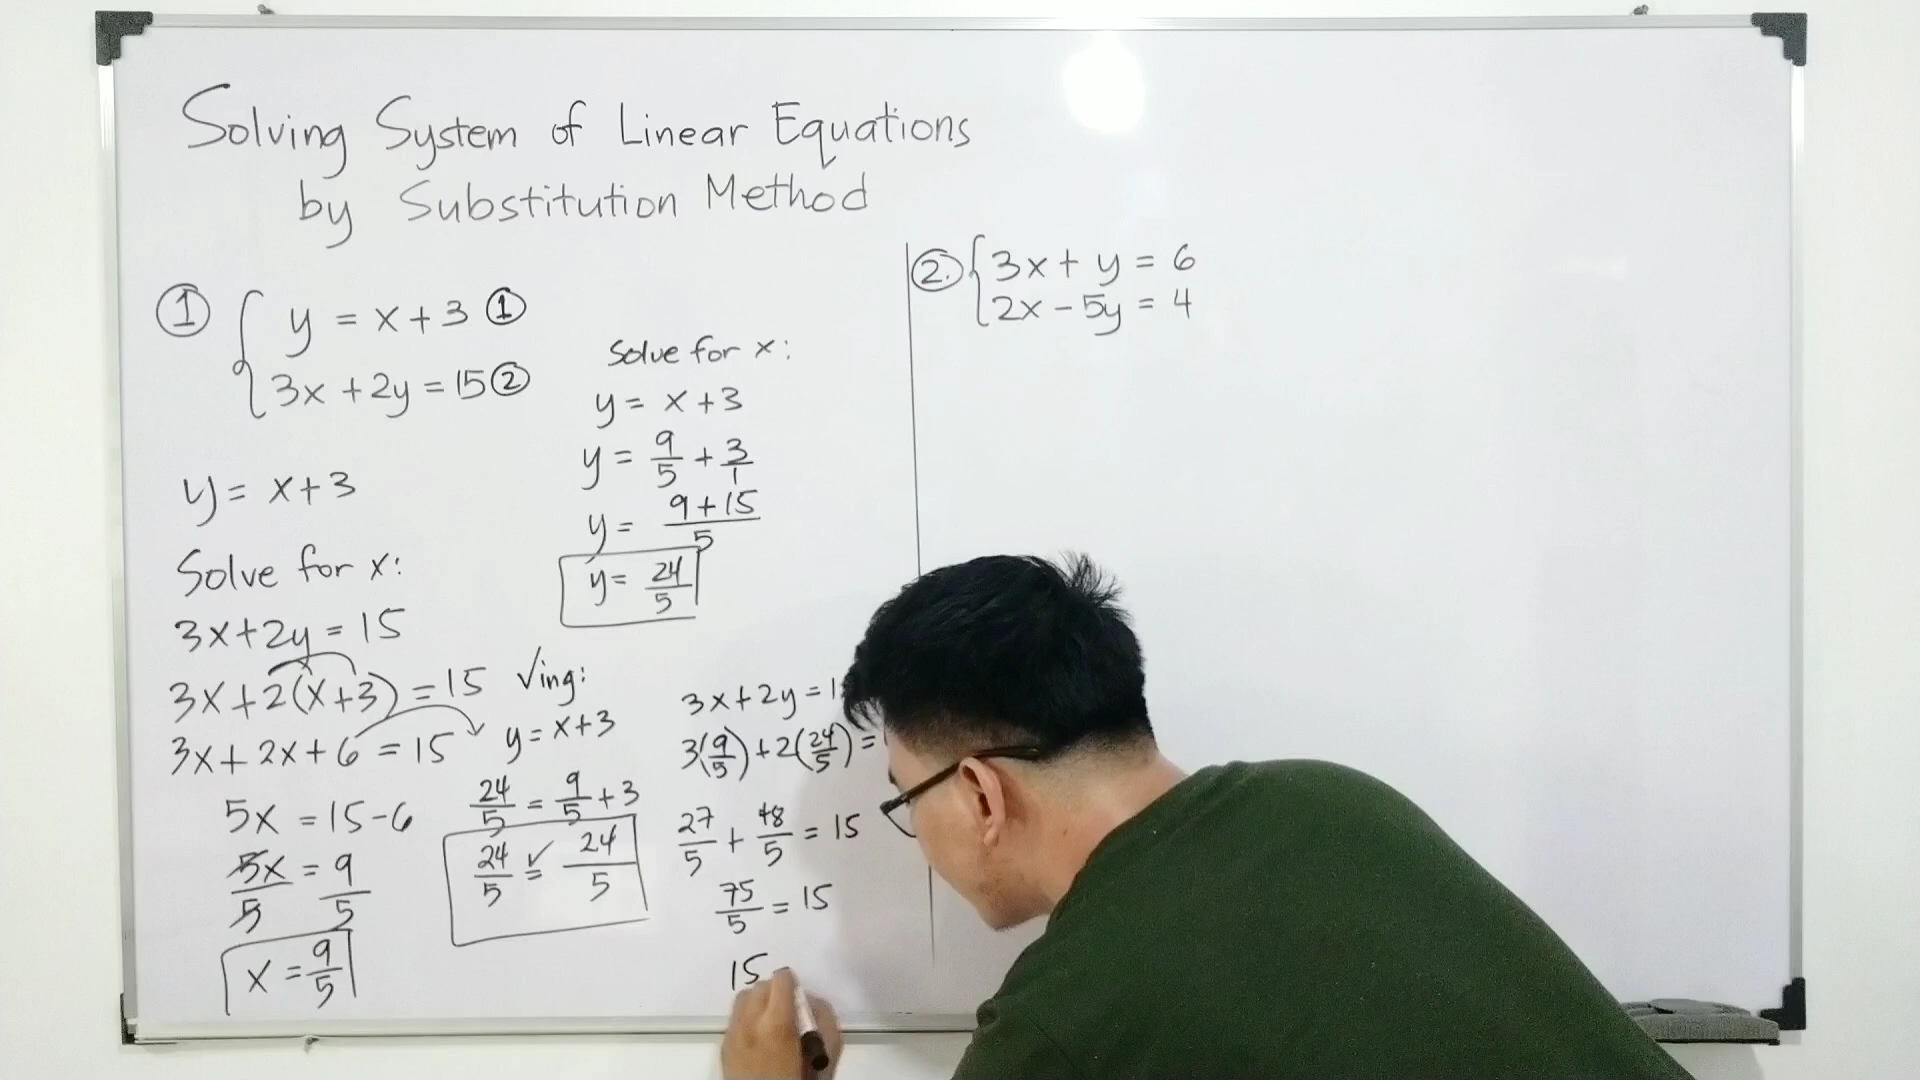 Solving System of Linear Equations
by Substitution Method
① { y = x+3 ①
3x + 2y = 15 ②
y = x+3
Solve for x:
3x+2y = 15
3x+2(x+3) = 15
3x+2x+6 = 15
5x = 15-6
5x/5 = 9/5
x = 9/5
Solve for x:
y = x+3
y = 9/5 + 3/1
y = 9+15/5
y = 24/5
√ing:
y = x+3
24/5 = 9/5 + 3
24/5 = 24/5 ✓
3x+2y = 1
3(9/5) + 2(24/5) =
27/5 + 48/5 = 15
75/5 = 15
15
②. { 3x + y = 6
2x - 5y = 4